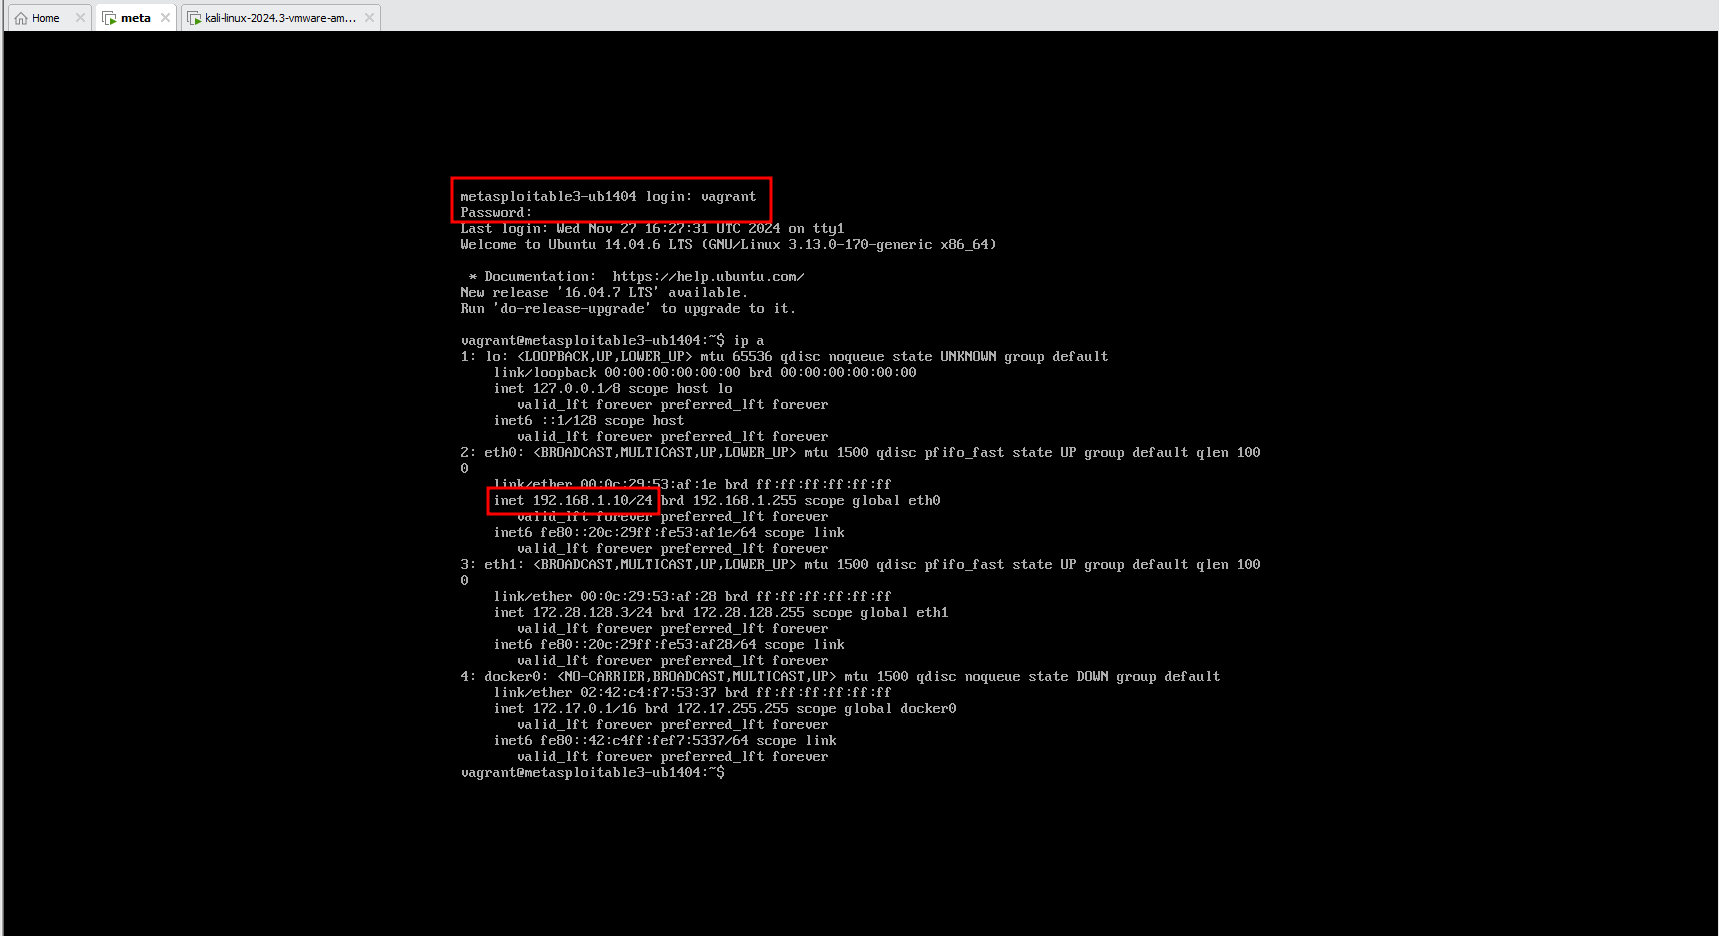 Home
meta
kali-linux-2024.3-vmware-am...
metasploitable3-ub1404 login: vagrant
Password:
Last login: Wed Nov 27 16:27:31 UTC 2024 on tty1
Welcome to Ubuntu 14.04.6 LTS (GNU/Linux 3.13.0-170-generic x86_64)
* Documentation:  https://help.ubuntu.com/
New release '16.04.7 LTS' available.
Run 'do-release-upgrade' to upgrade to it.
vagrant@metasploitable3-ub1404:~$ ip a
1: lo: <LOOPBACK,UP,LOWER_UP> mtu 65536 qdisc noqueue state UNKNOWN group default
link/loopback 00:00:00:00:00:00 brd 00:00:00:00:00:00
inet 127.0.0.1/8 scope host lo
valid_lft forever preferred_lft forever
inet6 ::1/128 scope host
valid_lft forever preferred_lft forever
2: eth0: <BROADCAST,MULTICAST,UP,LOWER_UP> mtu 1500 qdisc pfifo_fast state UP group default qlen 100
0
link/ether 00:0c:29:53:af:1e brd ff:ff:ff:ff:ff:ff
inet 192.168.1.10/24 brd 192.168.1.255 scope global eth0
valid_lft forever preferred_lft forever
inet6 fe80::20c:29ff:fe53:af1e/64 scope link
valid_lft forever preferred_lft forever
3: eth1: <BROADCAST,MULTICAST,UP,LOWER_UP> mtu 1500 qdisc pfifo_fast state UP group default qlen 100
0
link/ether 00:0c:29:53:af:28 brd ff:ff:ff:ff:ff:ff
inet 172.28.128.3/24 brd 172.28.128.255 scope global eth1
valid_lft forever preferred_lft forever
inet6 fe80::20c:29ff:fe53:af28/64 scope link
valid_lft forever preferred_lft forever
4: docker0: <NO-CARRIER,BROADCAST,MULTICAST,UP> mtu 1500 qdisc noqueue state DOWN group default
link/ether 02:42:c4:f7:53:37 brd ff:ff:ff:ff:ff:ff
inet 172.17.0.1/16 brd 172.17.255.255 scope global docker0
valid_lft forever preferred_lft forever
inet6 fe80::42:c4ff:fef7:5337/64 scope link
valid_lft forever preferred_lft forever
vagrant@metasploitable3-ub1404:~$